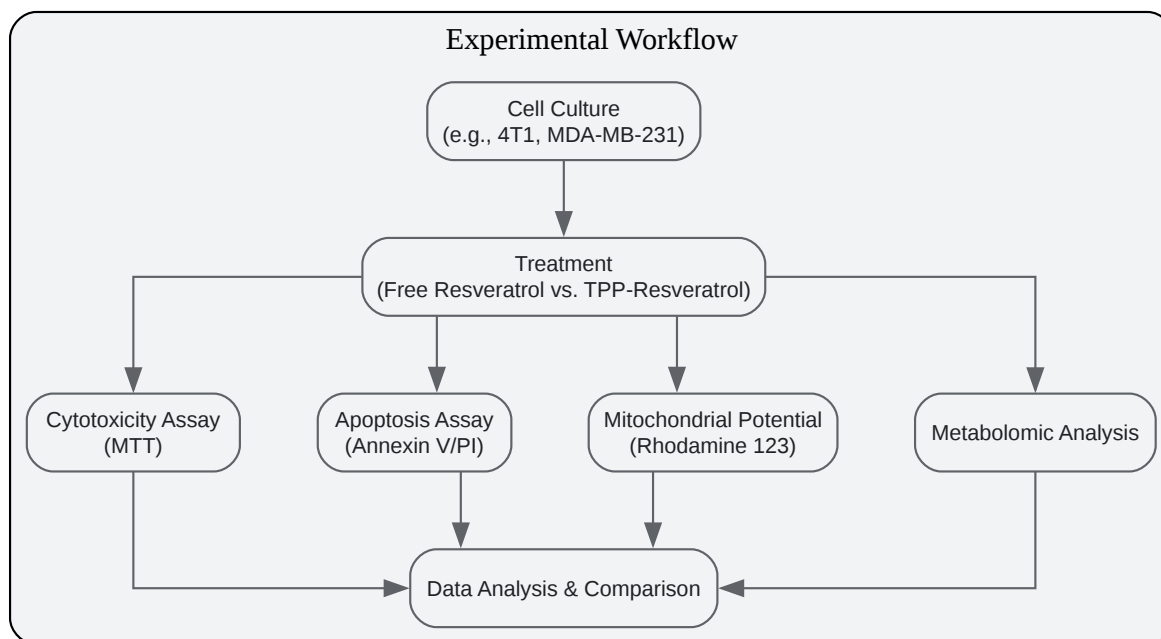 Experimental Workflow
Cell Culture
(e.g., 4T1, MDA-MB-231)
Treatment
(Free Resveratrol vs. TPP-Resveratrol)
Cytotoxicity Assay
(MTT)
Apoptosis Assay
(Annexin V/PI)
Mitochondrial Potential
(Rhodamine 123)
Metabolomic Analysis
Data Analysis & Comparison